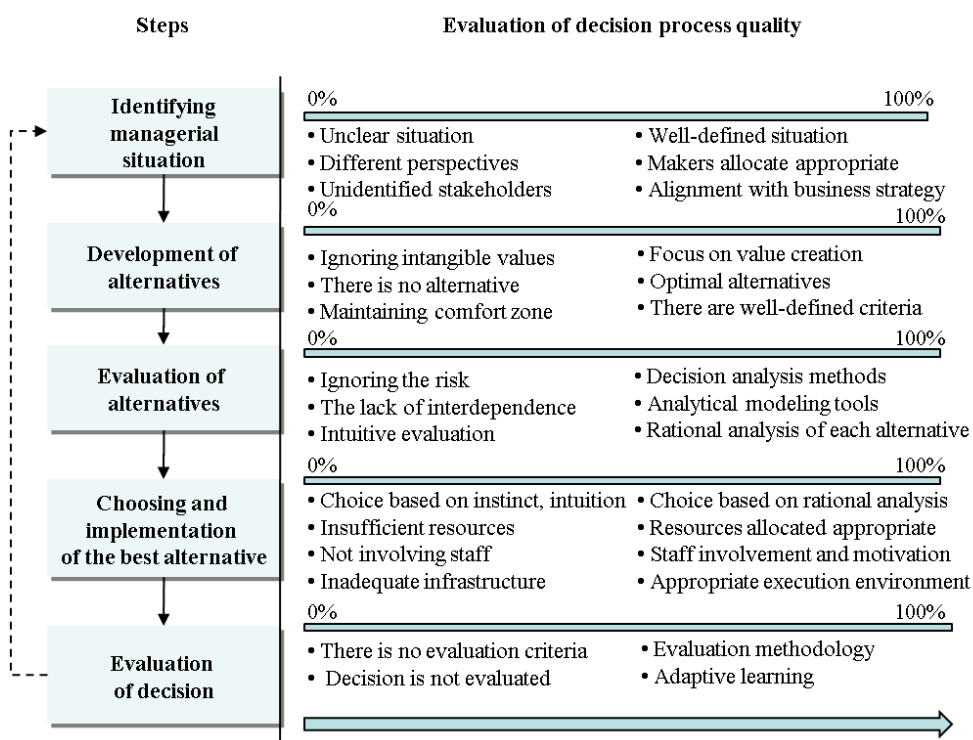 Steps
Evaluation of decision process quality
Identifying
managerial
situation
0%
100%
• Unclear situation
• Different perspectives
• Unidentified stakeholders
• Well-defined situation
• Makers allocate appropriate
• Alignment with business strategy
Development of
alternatives
0%
100%
• Ignoring intangible values
• There is no alternative
• Maintaining comfort zone
• Focus on value creation
• Optimal alternatives
• There are well-defined criteria
Evaluation of
alternatives
0%
100%
• Ignoring the risk
• The lack of interdependence
• Intuitive evaluation
• Decision analysis methods
• Analytical modeling tools
• Rational analysis of each alternative
Choosing and
implementation
of the best alternative
0%
100%
• Choice based on instinct, intuition
• Insufficient resources
• Not involving staff
• Inadequate infrastructure
• Choice based on rational analysis
• Resources allocated appropriate
• Staff involvement and motivation
• Appropriate execution environment
Evaluation
of decision
0%
100%
• There is no evaluation criteria
• Decision is not evaluated
• Evaluation methodology
• Adaptive learning